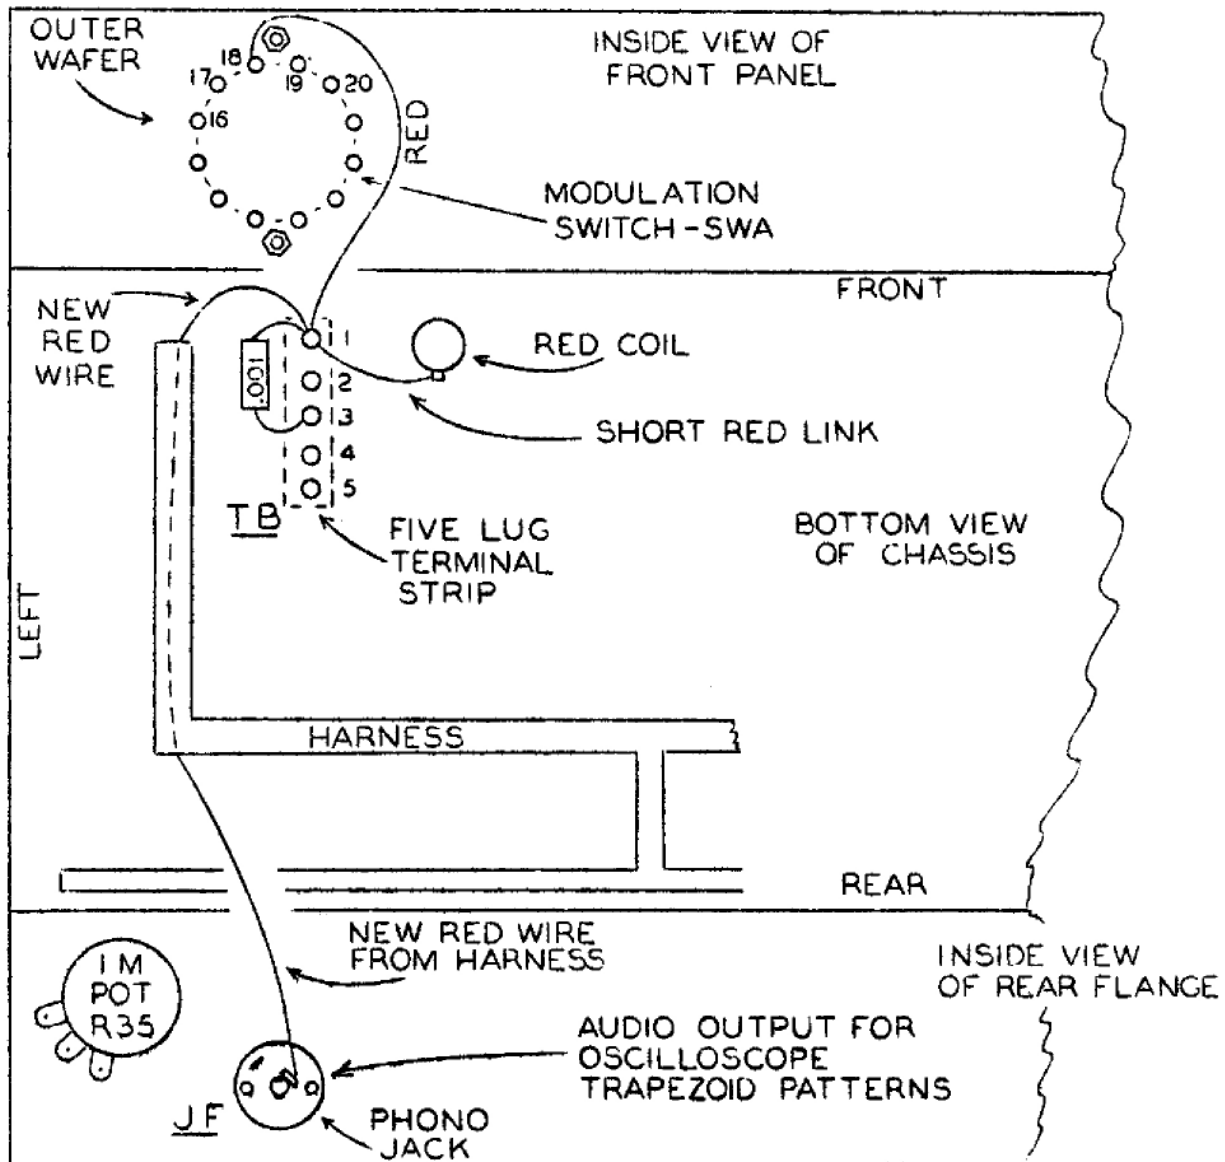 OUTER
WAFER
INSIDE VIEW OF
FRONT PANEL
18
17
19
20
16
RED
MODULATION
SWITCH-SWA
FRONT
NEW
RED
WIRE
1
2
3
4
5
.001
RED COIL
SHORT RED LINK
TB
FIVE LUG
TERMINAL
STRIP
BOTTOM VIEW
OF CHASSIS
LEFT
HARNESS
REAR
NEW RED WIRE
FROM HARNESS
INSIDE VIEW
OF REAR FLANGE
1 M
POT
R35
AUDIO OUTPUT FOR
OSCILLOSCOPE
TRAPEZOID PATTERNS
JF
PHONO
JACK